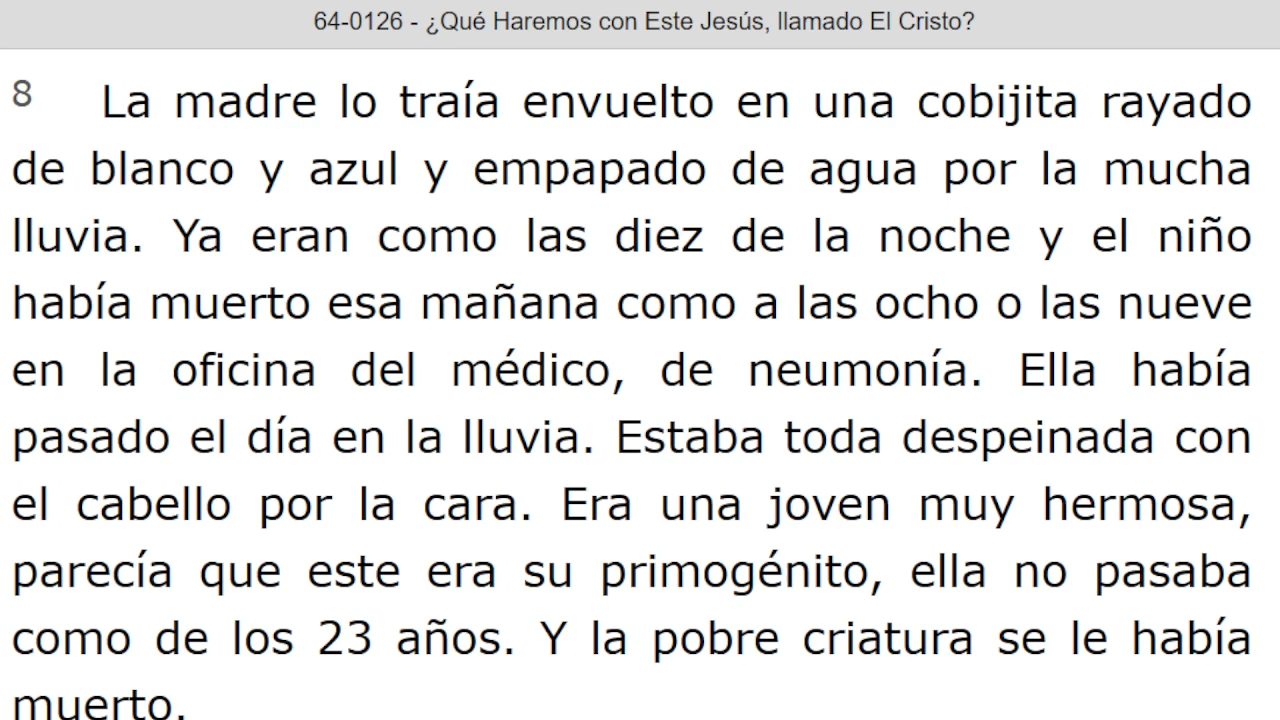 64-0126 - ¿Qué Haremos con Este Jesús, llamado El Cristo?
8 La madre lo traía envuelto en una cobijita rayado
de blanco y azul y empapado de agua por la mucha
lluvia. Ya eran como las diez de la noche y el niño
había muerto esa mañana como a las ocho o las nueve
en la oficina del médico, de neumonía. Ella había
pasado el día en la lluvia. Estaba toda despeinada con
el cabello por la cara. Era una joven muy hermosa,
parecía que este era su primogénito, ella no pasaba
como de los 23 años. Y la pobre criatura se le había
muerto.